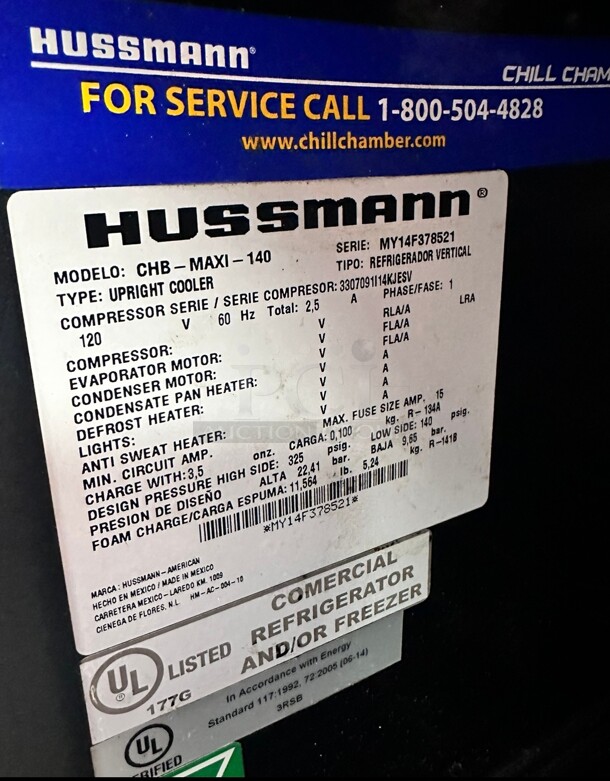 HUSSMANN®
CHILL CHAM
FOR SERVICE CALL 1-800-504-4828
www.chillchamber.com
HUSSMANN®
MODELO: CHB-MAXI-140 SERIE: MY14F378521
TYPE: UPRIGHT COOLER TIPO: REFRIGERADOR VERTICAL
COMPRESSOR SERIE / SERIE COMPRESOR: 3307091I14KJESV
120 V 60 Hz Total: 2,5 A PHASE/FASE: 1
COMPRESSOR: V RLA/A LRA
EVAPORATOR MOTOR: V FLA/A
CONDENSER MOTOR: V FLA/A
CONDENSATE PAN HEATER: V A
DEFROST HEATER: V A
LIGHTS: V A
ANTI SWEAT HEATER: V A
MIN. CIRCUIT AMP. MAX. FUSE SIZE AMP. 15
CHARGE WITH: 3,5 onz. CARGA: 0,100 kg. R-134A
DESIGN PRESSURE HIGH SIDE: 325 psig. LOW SIDE: 140 psig.
PRESION DE DISEÑO ALTA 22,41 bar. BAJA 9,65 bar.
FOAM CHARGE/CARGA ESPUMA: 11,564 lb. 5,24 kg. R-141B
*MY14F378521*
MARCA: HUSSMANN-AMERICAN
HECHO EN MEXICO / MADE IN MEXICO
CARRETERA MEXICO-LAREDO KM. 1009
CIENEGA DE FLORES, N.L. HM-AC-004-10
UL ® LISTED
177G
COMERCIAL
REFRIGERATOR
AND/OR FREEZER
In Accordance with Energy
Standard 117:1992, 72:2005 (06-14)
3RSB
UL
RIFIED